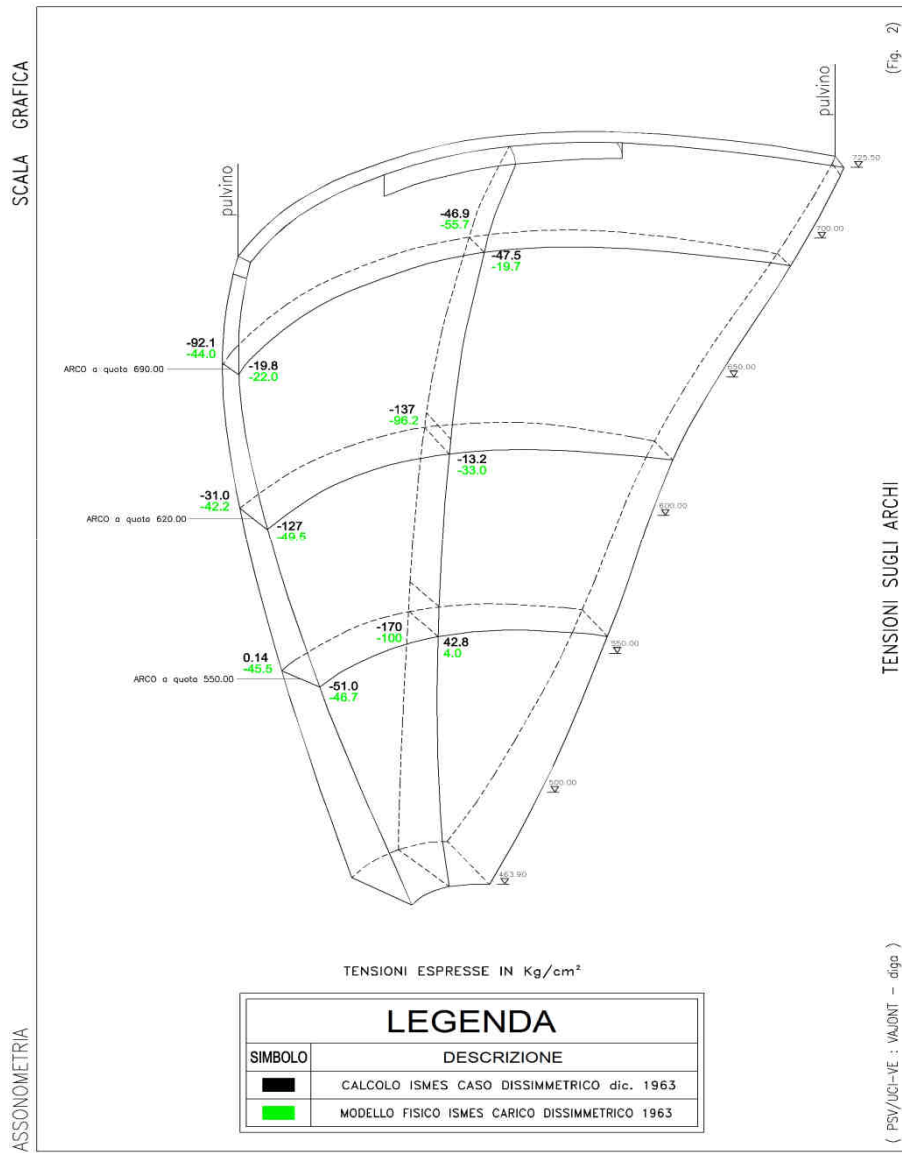 SCALA GRAFICA
(Fig. 2)
pulvino
pulvino
725.50
-46.9
-55.7
700.00
-47.5
-19.7
-92.1
-44.0
ARCO a quota 690.00
-19.8
-22.0
650.00
-137
-96.2
-13.2
-33.0
-31.0
-42.2
ARCO a quota 620.00
600.00
-127
-49.5
TENSIONI SUGLI ARCHI
-170
-100
42.8
4.0
550.00
0.14
-45.5
ARCO a quota 550.00
-51.0
-46.7
500.00
463.90
TENSIONI ESPRESSE IN Kg/cm²
LEGENDA
SIMBOLO DESCRIZIONE
CALCOLO ISMES CASO DISSIMMETRICO dic. 1963
MODELLO FISICO ISMES CARICO DISSIMMETRICO 1963
ASSONOMETRIA
( PSV/UCI-VE : VAJONT - diga )